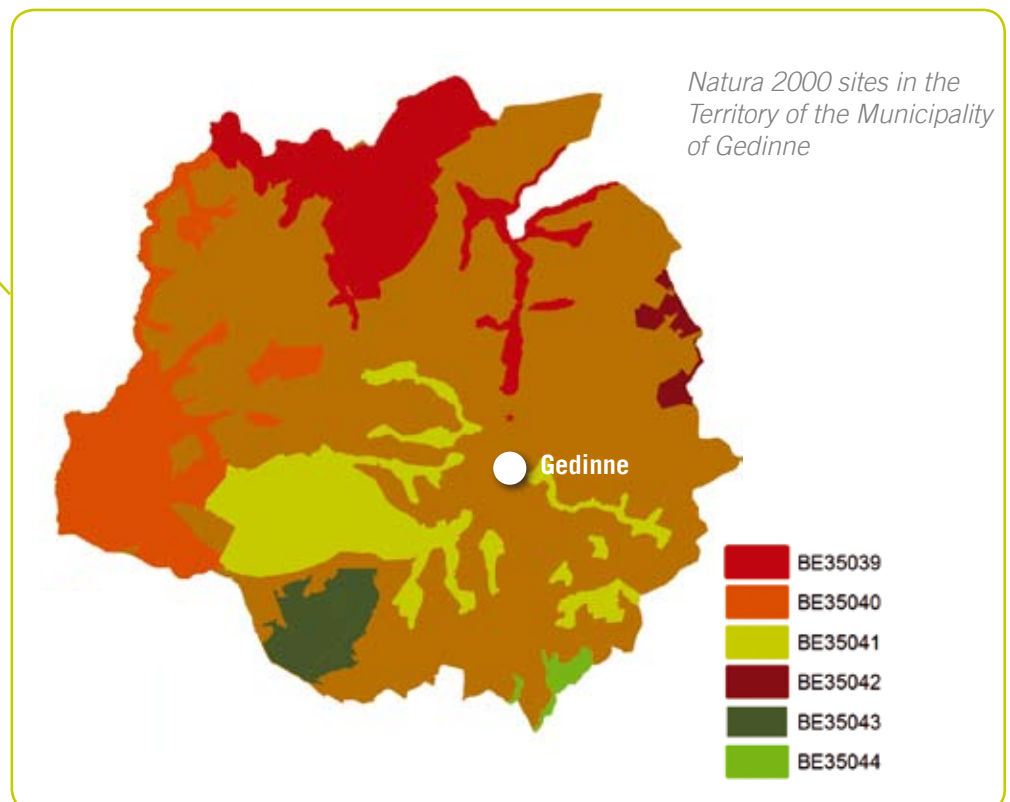 Natura 2000 sites in the
Territory of the Municipality
of Gedinne
Gedinne
BE35039
BE35040
BE35041
BE35042
BE35043
BE35044